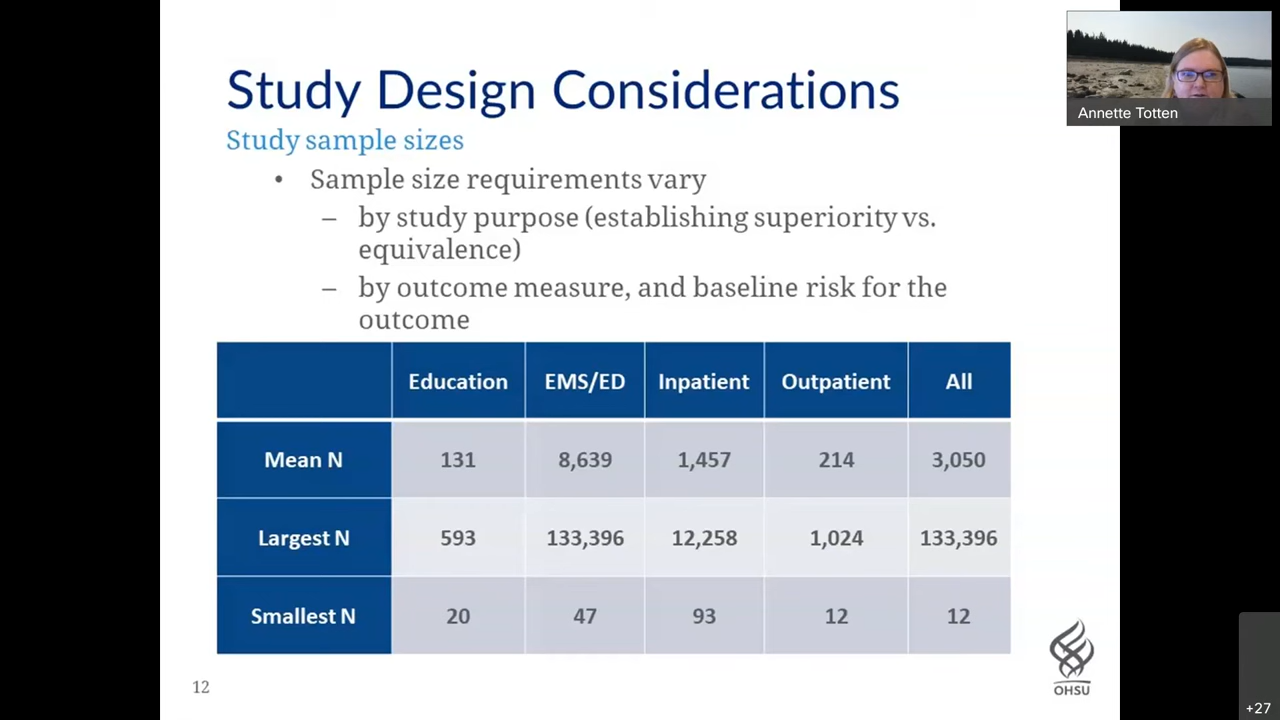 Study Design Considerations
Study sample sizes
• Sample size requirements vary
– by study purpose (establishing superiority vs.
equivalence)
– by outcome measure, and baseline risk for the
outcome
Education EMS/ED Inpatient Outpatient All
Mean N 131 8,639 1,457 214 3,050
Largest N 593 133,396 12,258 1,024 133,396
Smallest N 20 47 93 12 12
12
OHSU
Annette Totten
+27